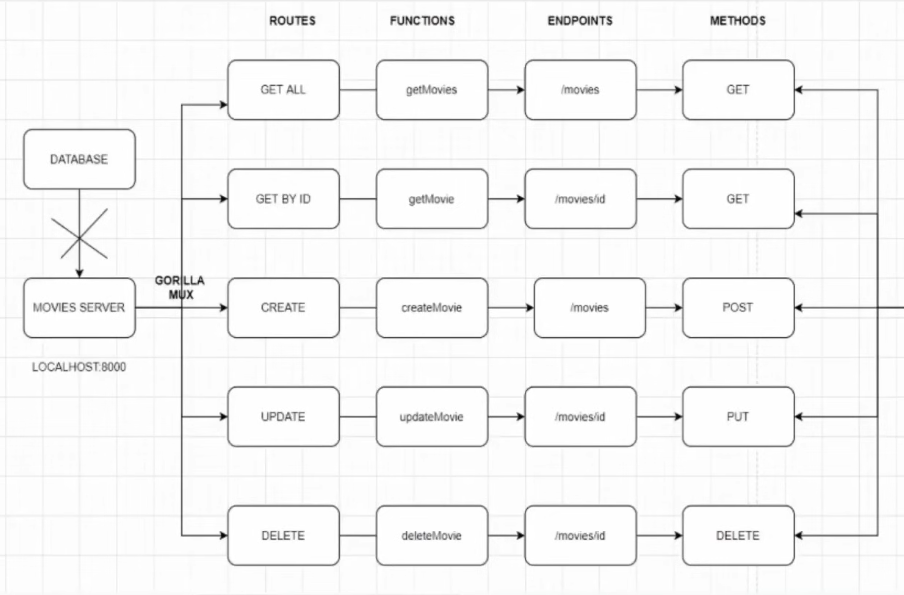 ROUTES FUNCTIONS ENDPOINTS METHODS
GET ALL getMovies /movies GET
DATABASE
GET BY ID getMovie /movies/id GET
GORILLA
MUX
MOVIES SERVER CREATE createMovie /movies POST
LOCALHOST:8000
UPDATE updateMovie /movies/id PUT
DELETE deleteMovie /movies/id DELETE